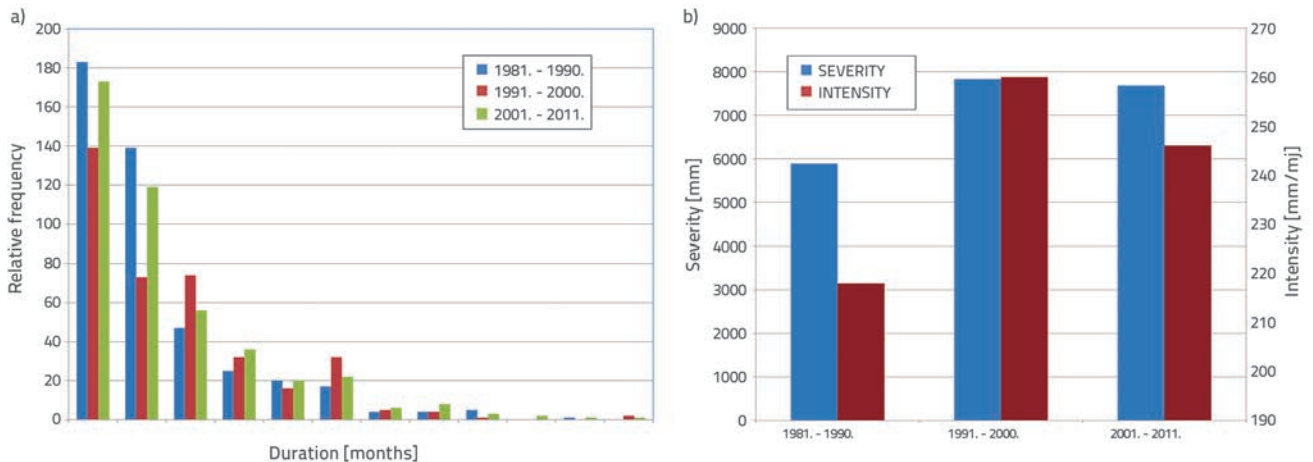 a)
200
180
160
140
120
100
80
60
40
20
0
Relative frequency
1981. - 1990.
1991. - 2000.
2001. - 2011.
Duration [months]
b)
9000
8000
7000
6000
5000
4000
3000
2000
1000
0
Severity [mm]
SEVERITY
INTENSITY
270
260
250
240
230
220
210
200
190
Intensity [mm/mj]
1981. - 1990.
1991. - 2000.
2001. - 2011.